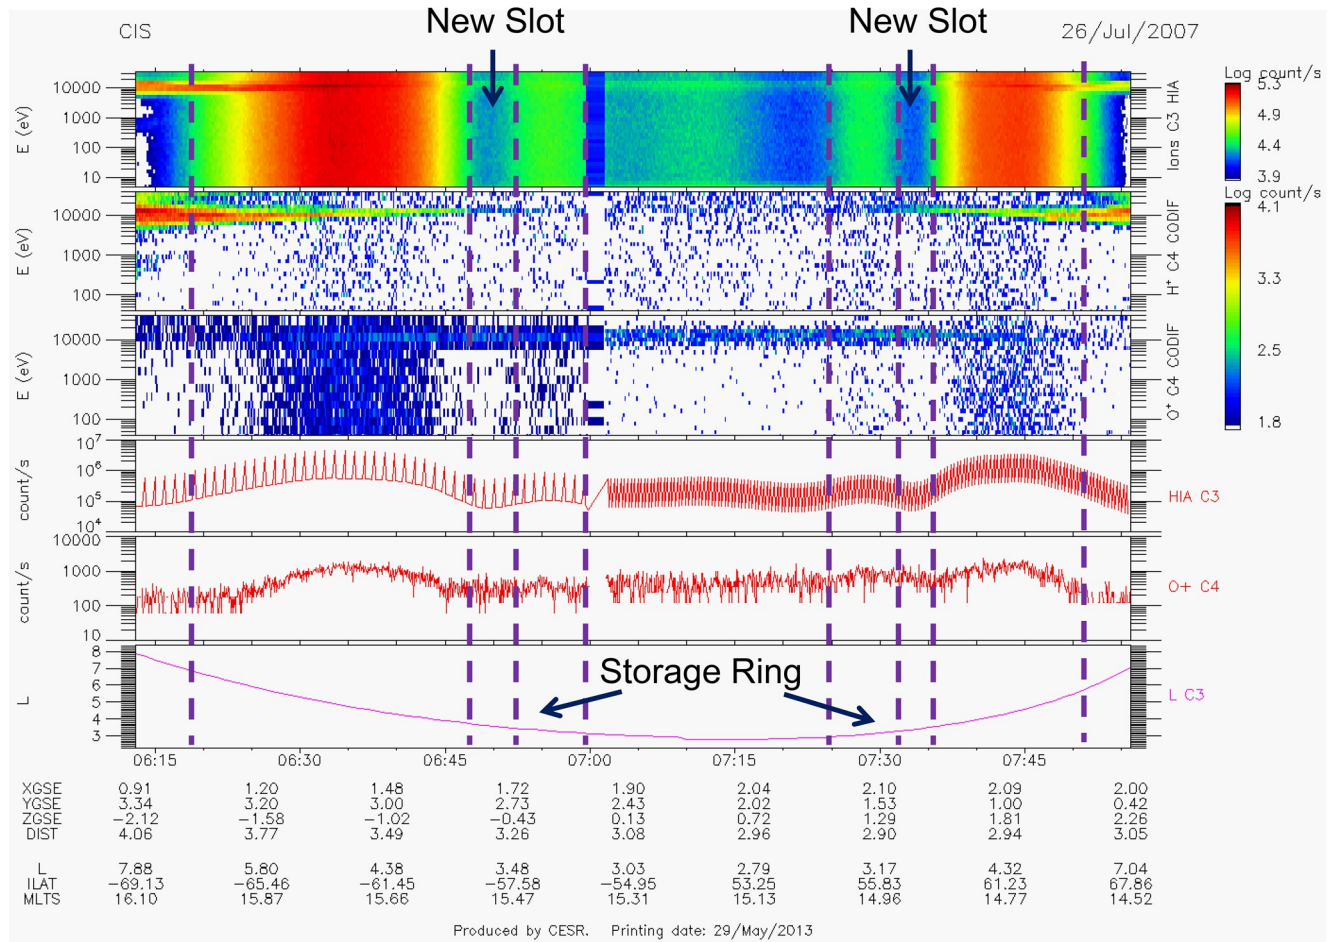 New Slot New Slot
CIS 26/Jul/2007
Log count/s
5.3
4.9
4.4
3.9
E (eV)
10000
1000
100
10
Ions C3 HIA
Log count/s
4.1
3.3
2.5
1.8
E (eV)
10000
1000
100
H+ C4 CODIF
E (eV)
10000
1000
100
O+ C4 CODIF
count/s
10⁷
10⁶
10⁵
10⁴
HIA C3
count/s
10000
1000
100
10
O+ C4
Storage Ring
L
8
7
6
5
4
3
L C3
06:15 06:30 06:45 07:00 07:15 07:30 07:45
XGSE 0.91 1.20 1.48 1.72 1.90 2.04 2.10 2.09 2.00
YGSE 3.34 3.20 3.00 2.73 2.43 2.02 1.53 1.00 0.42
ZGSE −2.12 −1.58 −1.02 −0.43 0.13 0.72 1.29 1.81 2.26
DIST 4.06 3.77 3.49 3.26 3.08 2.96 2.90 2.94 3.05
L 7.88 5.80 4.38 3.48 3.03 2.79 3.17 4.32 7.04
ILAT −69.13 −65.46 −61.45 −57.58 −54.95 53.25 55.83 61.23 67.86
MLTS 16.10 15.87 15.66 15.47 15.31 15.13 14.96 14.77 14.52
Produced by CESR. Printing date: 29/May/2013